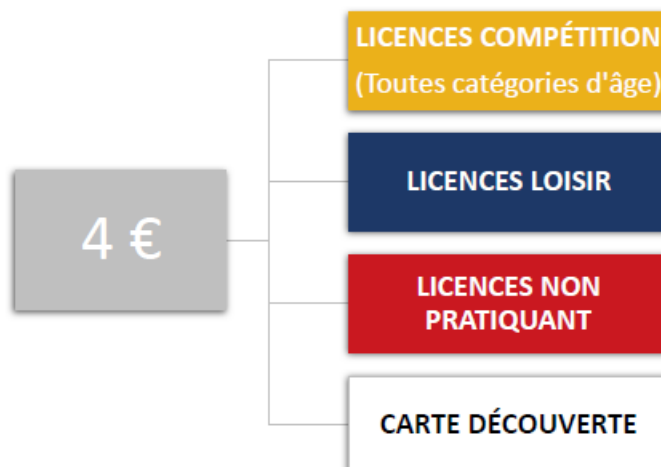 4 €
LICENCES COMPÉTITION
(Toutes catégories d'âge)
LICENCES LOISIR
LICENCES NON
PRATIQUANT
CARTE DÉCOUVERTE